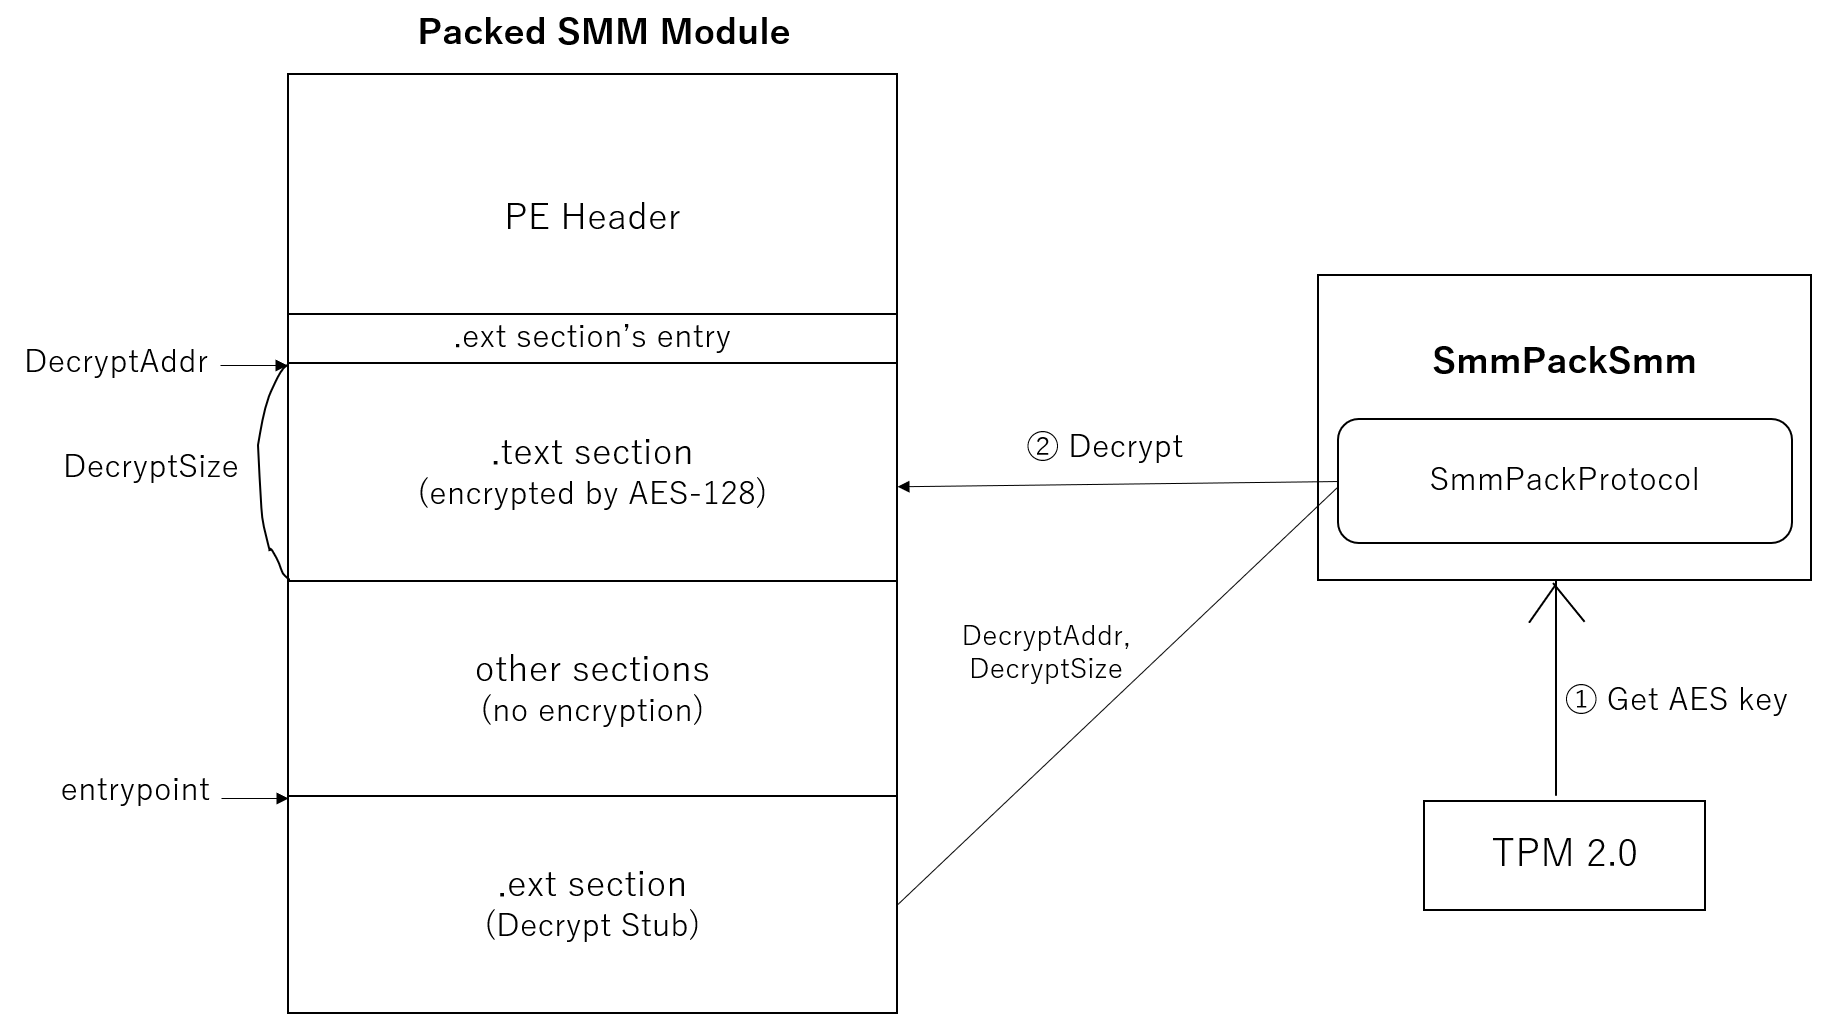 Packed SMM Module
PE Header
.ext section’s entry
DecryptAddr
DecryptSize
.text section
(encrypted by AES-128)
other sections
(no encryption)
entrypoint
.ext section
(Decrypt Stub)
② Decrypt
DecryptAddr,
DecryptSize
SmmPackSmm
SmmPackProtocol
① Get AES key
TPM 2.0